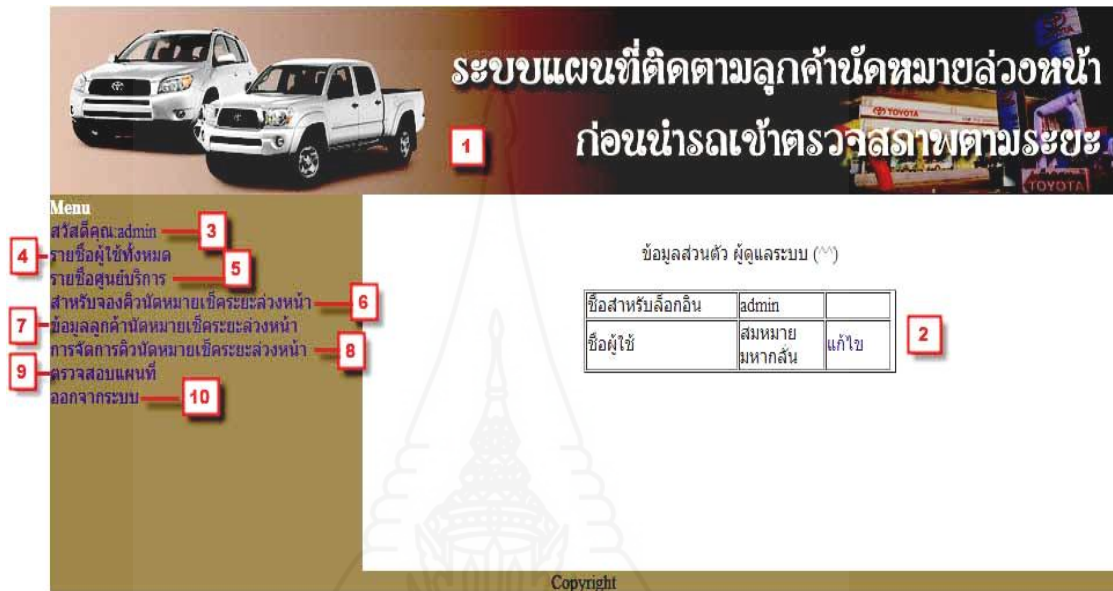 ระบบแผนที่ติดตามลูกค้านัดหมายล่วงหน้า
ก่อนนำรถเข้าตรวจสภาพตามระยะ
TOYOTA
TOYOTA
1
Menu
สวัสดีคุณ:admin
3
4
รายชื่อผู้ใช้ทั้งหมด
รายชื่อศูนย์บริการ
5
สำหรับจองคิวนัดหมายเช็คระยะล่วงหน้า
6
7
ข้อมูลลูกค้านัดหมายเช็คระยะล่วงหน้า
การจัดการคิวนัดหมายเช็คระยะล่วงหน้า
8
9
ตรวจสอบแผนที่
ออกจากระบบ
10
ข้อมูลส่วนตัว ผู้ดูแลระบบ (^^)
ชื่อสำหรับล็อกอิน admin
ชื่อผู้ใช้ สมหมาย
มหากลั่น แก้ไข
2
Copyright